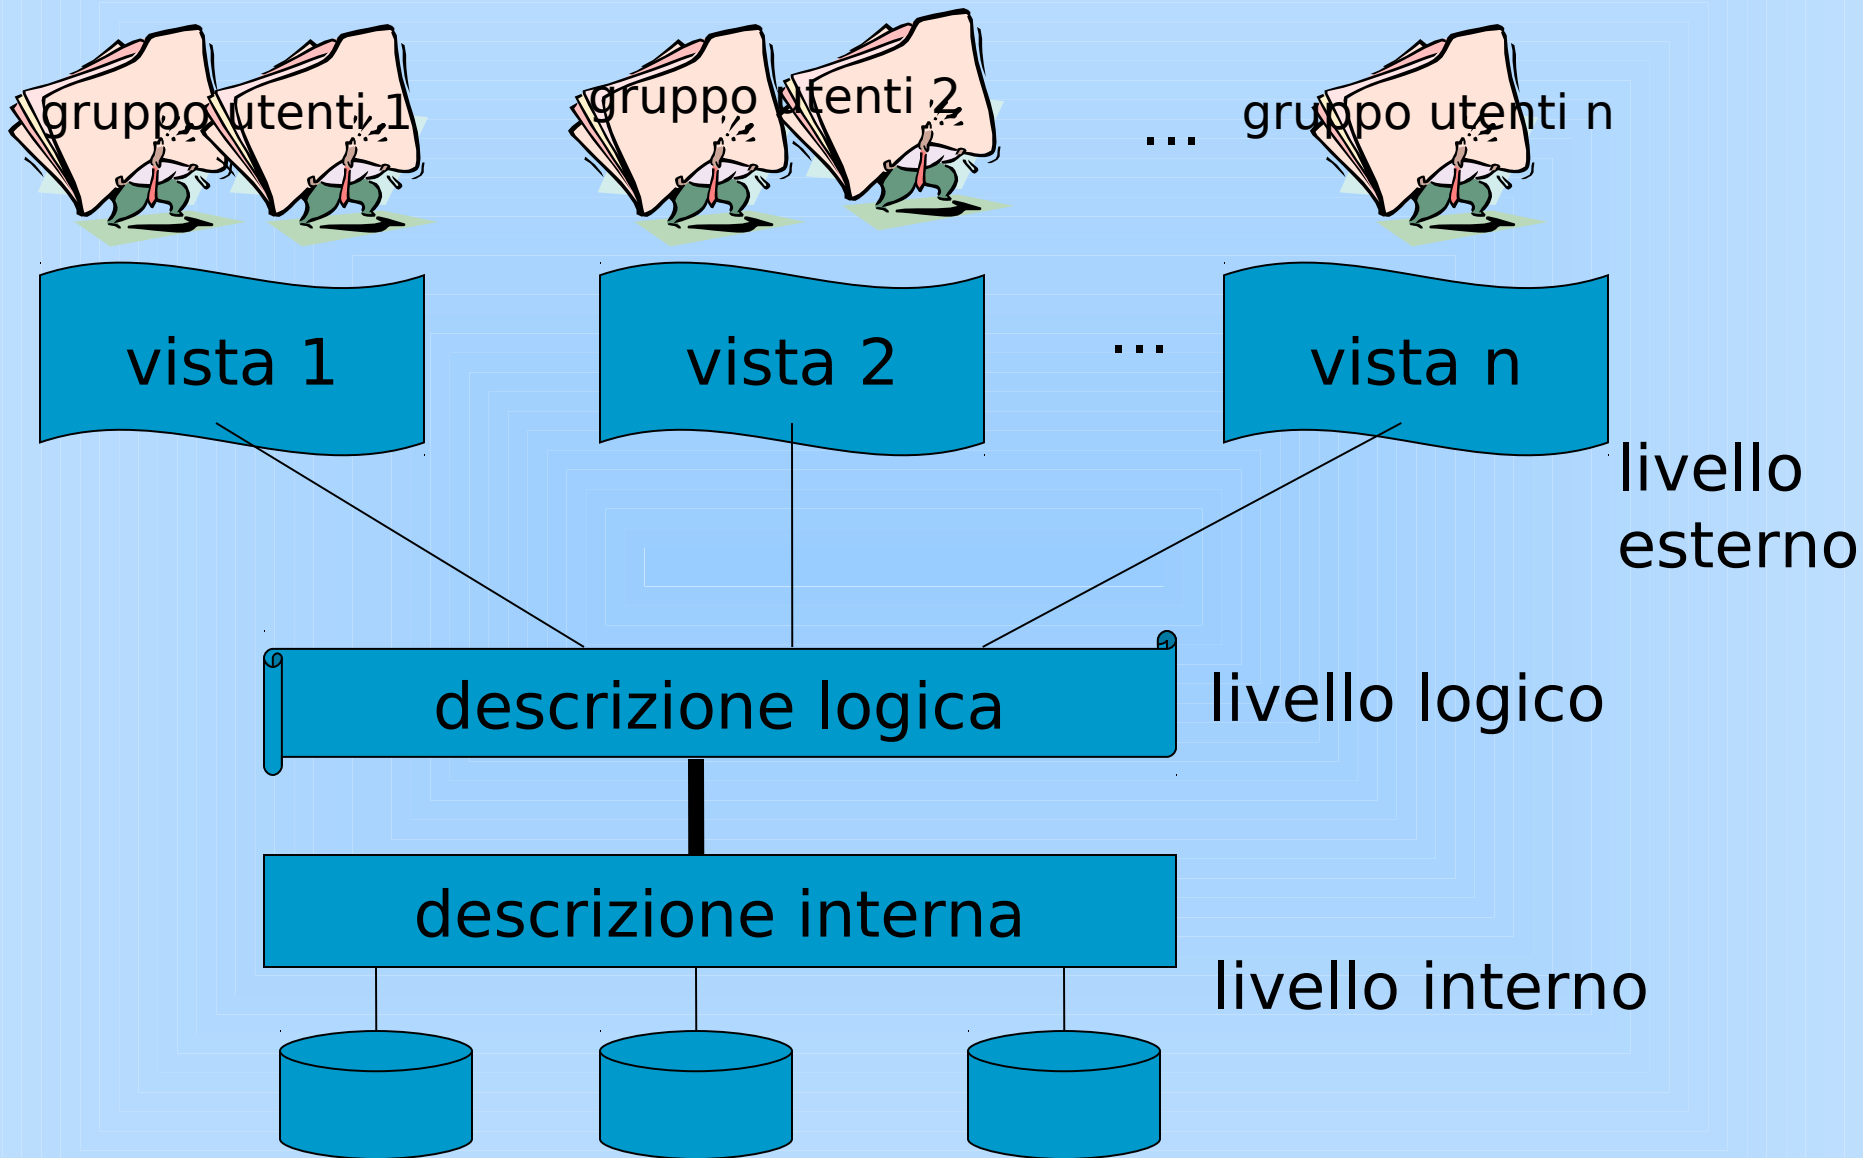 gruppo utenti 1
gruppo utenti 2
...
gruppo utenti n
vista 1
vista 2
...
vista n
livello
esterno
descrizione logica
livello logico
descrizione interna
livello interno